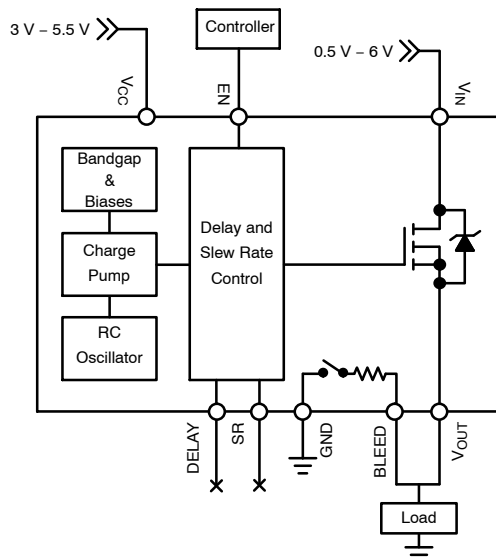 3 V – 5.5 V
Controller
0.5 V – 6 V
VCC
EN
VIN
Bandgap
&
Biases
Charge
Pump
RC
Oscillator
Delay and
Slew Rate
Control
DELAY
SR
GND
BLEED
VOUT
Load